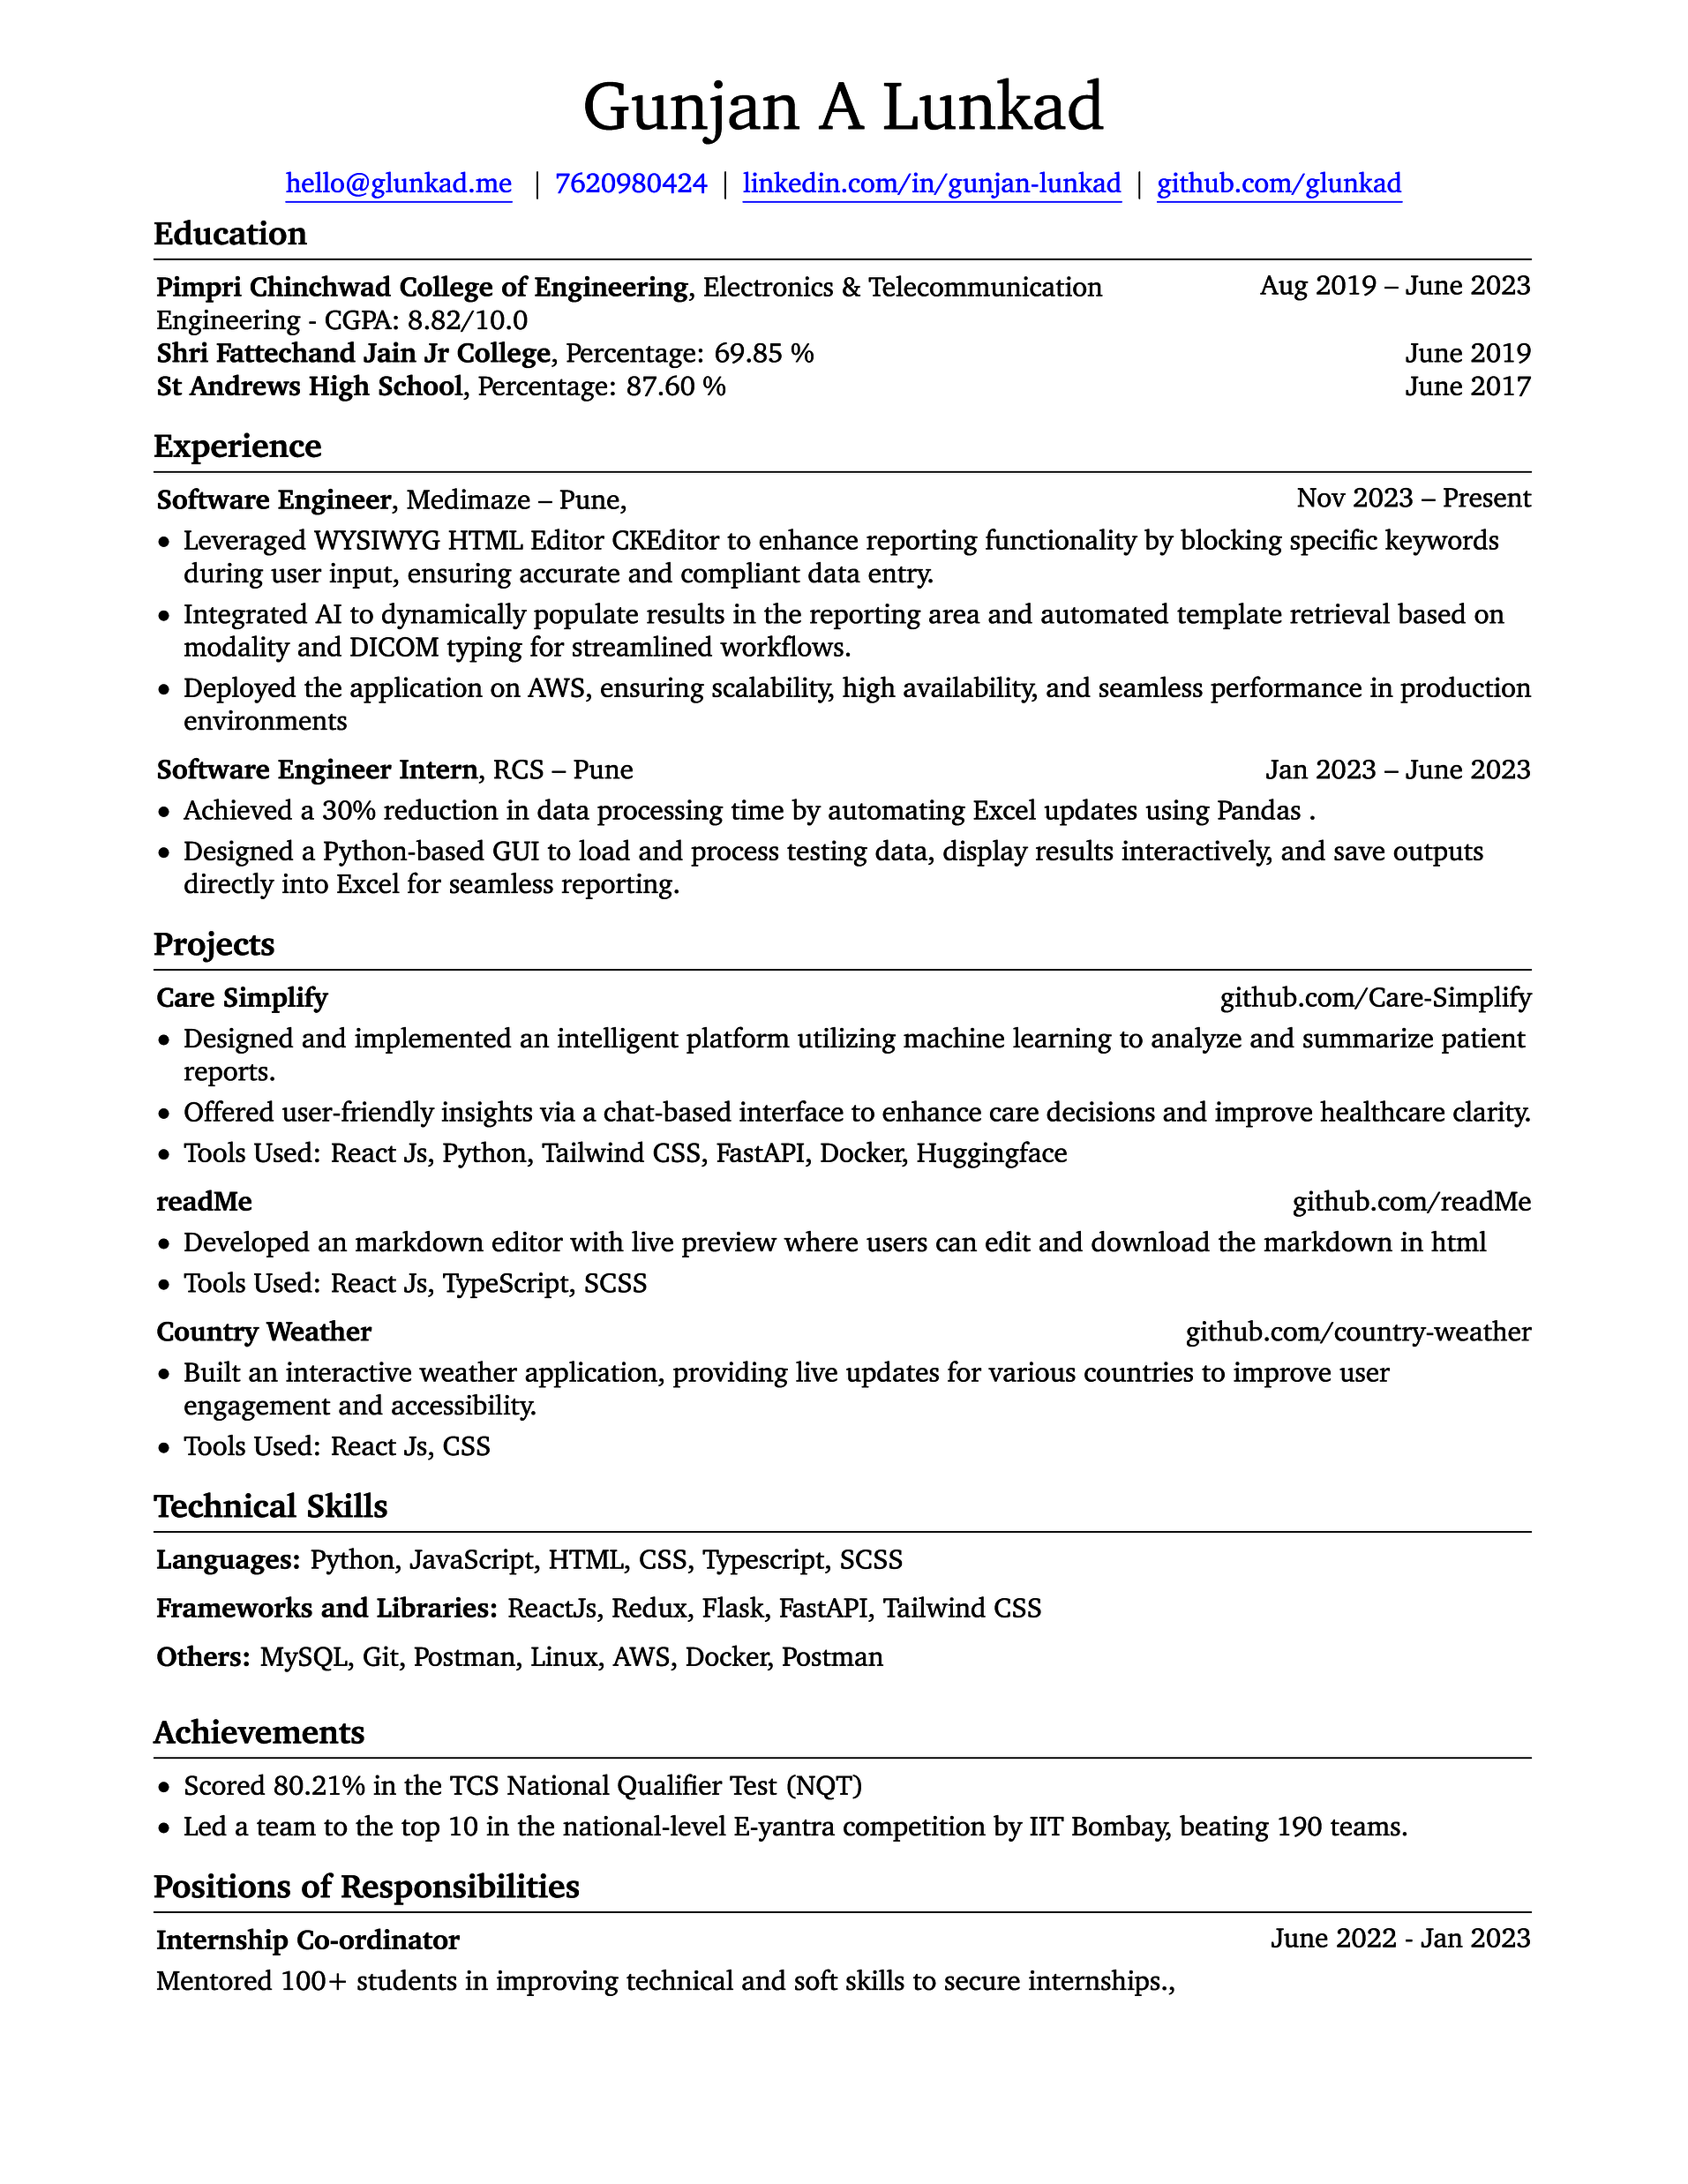 Gunjan A Lunkad
hello@glunkad.me | 7620980424 | linkedin.com/in/gunjan-lunkad | github.com/glunkad
Education
Pimpri Chinchwad College of Engineering, Electronics & Telecommunication Aug 2019 – June 2023
Engineering - CGPA: 8.82/10.0
Shri Fattechand Jain Jr College, Percentage: 69.85 % June 2019
St Andrews High School, Percentage: 87.60 % June 2017
Experience
Software Engineer, Medimaze – Pune, Nov 2023 – Present
• Leveraged WYSIWYG HTML Editor CKEditor to enhance reporting functionality by blocking specific keywords
during user input, ensuring accurate and compliant data entry.
• Integrated AI to dynamically populate results in the reporting area and automated template retrieval based on
modality and DICOM typing for streamlined workflows.
• Deployed the application on AWS, ensuring scalability, high availability, and seamless performance in production
environments
Software Engineer Intern, RCS – Pune Jan 2023 – June 2023
• Achieved a 30% reduction in data processing time by automating Excel updates using Pandas .
• Designed a Python-based GUI to load and process testing data, display results interactively, and save outputs
directly into Excel for seamless reporting.
Projects
Care Simplify github.com/Care-Simplify
• Designed and implemented an intelligent platform utilizing machine learning to analyze and summarize patient
reports.
• Offered user-friendly insights via a chat-based interface to enhance care decisions and improve healthcare clarity.
• Tools Used: React Js, Python, Tailwind CSS, FastAPI, Docker, Huggingface
readMe github.com/readMe
• Developed an markdown editor with live preview where users can edit and download the markdown in html
• Tools Used: React Js, TypeScript, SCSS
Country Weather github.com/country-weather
• Built an interactive weather application, providing live updates for various countries to improve user
engagement and accessibility.
• Tools Used: React Js, CSS
Technical Skills
Languages: Python, JavaScript, HTML, CSS, Typescript, SCSS
Frameworks and Libraries: ReactJs, Redux, Flask, FastAPI, Tailwind CSS
Others: MySQL, Git, Postman, Linux, AWS, Docker, Postman
Achievements
• Scored 80.21% in the TCS National Qualifier Test (NQT)
• Led a team to the top 10 in the national-level E-yantra competition by IIT Bombay, beating 190 teams.
Positions of Responsibilities
Internship Co-ordinator June 2022 - Jan 2023
Mentored 100+ students in improving technical and soft skills to secure internships.,